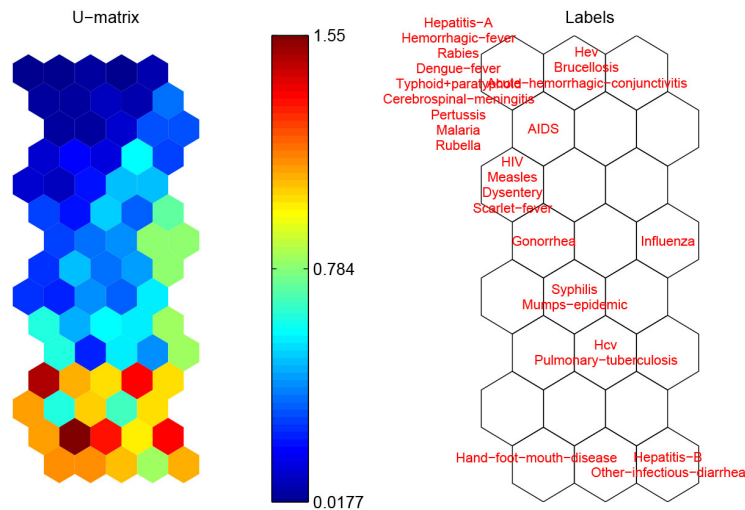 U−matrix
1.55
0.784
0.0177
Labels
Hepatitis−A
Hemorrhagic−fever
Rabies
Dengue−fever
Typhoid+paratyphoid
Cerebrospinal−meningitis
Pertussis
Malaria
Rubella
Hev
Brucellosis
Acute−hemorrhagic−conjunctivitis
AIDS
HIV
Measles
Dysentery
Scarlet−fever
Gonorrhea
Influenza
Syphilis
Mumps−epidemic
Hcv
Pulmonary−tuberculosis
Hand−foot−mouth−disease
Hepatitis−B
Other−infectious−diarrhea